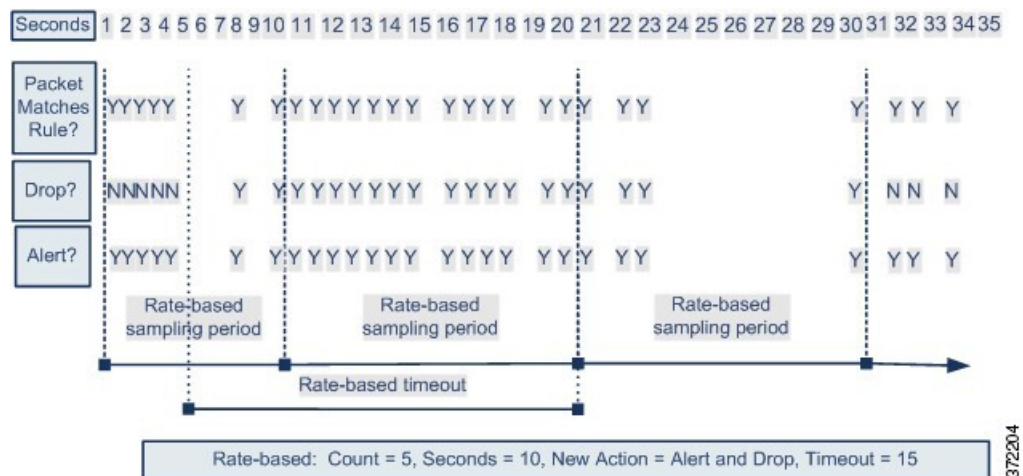 Seconds 1 2 3 4 5 6 7 8 9 10 11 12 13 14 15 16 17 18 19 20 21 22 23 24 25 26 27 28 29 30 31 32 33 34 35
Packet
Matches
Rule?
YYYYY Y Y Y Y Y Y Y Y Y Y Y Y Y Y Y Y Y Y Y Y Y Y
Drop?
NNNNN Y Y Y Y Y Y Y Y Y Y Y Y Y Y Y Y Y Y Y N N N
Alert?
YYYYY Y Y Y Y Y Y Y Y Y Y Y Y Y Y Y Y Y Y Y Y Y Y
Rate-based
sampling period
Rate-based
sampling period
Rate-based
sampling period
Rate-based timeout
Rate-based: Count = 5, Seconds = 10, New Action = Alert and Drop, Timeout = 15
372204